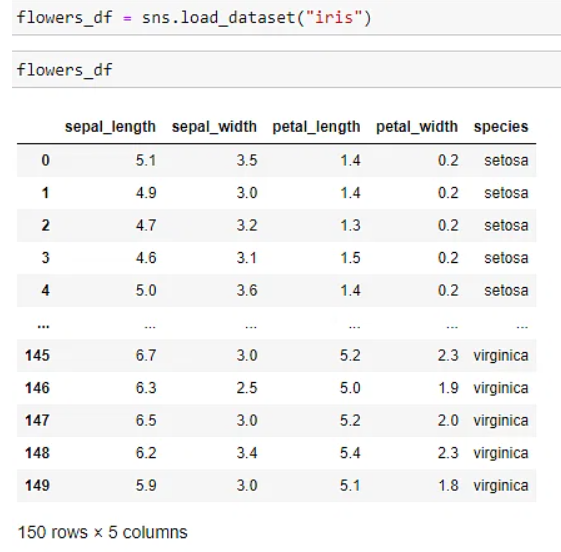 flowers_df = sns.load_dataset("iris")
flowers_df
sepal_length sepal_width petal_length petal_width species
0 5.1 3.5 1.4 0.2 setosa
1 4.9 3.0 1.4 0.2 setosa
2 4.7 3.2 1.3 0.2 setosa
3 4.6 3.1 1.5 0.2 setosa
4 5.0 3.6 1.4 0.2 setosa
... ... ... ... ... ...
145 6.7 3.0 5.2 2.3 virginica
146 6.3 2.5 5.0 1.9 virginica
147 6.5 3.0 5.2 2.0 virginica
148 6.2 3.4 5.4 2.3 virginica
149 5.9 3.0 5.1 1.8 virginica
150 rows × 5 columns